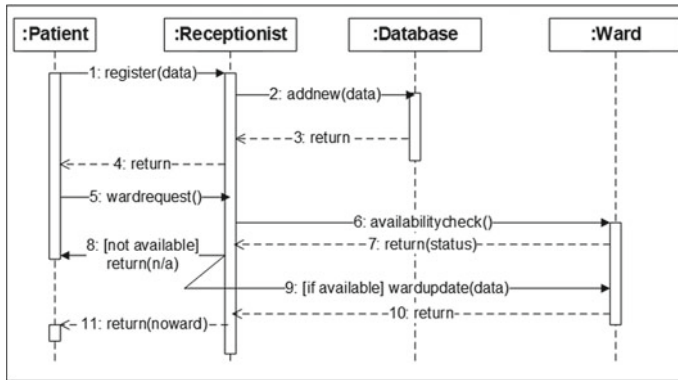 :Patient
:Receptionist
:Database
:Ward
1: register(data)
2: addnew(data)
3: return
4: return
5: wardrequest()
6: availabilitycheck()
7: return(status)
8: [not available]
return(n/a)
9: [if available] wardupdate(data)
10: return
11: return(noward)